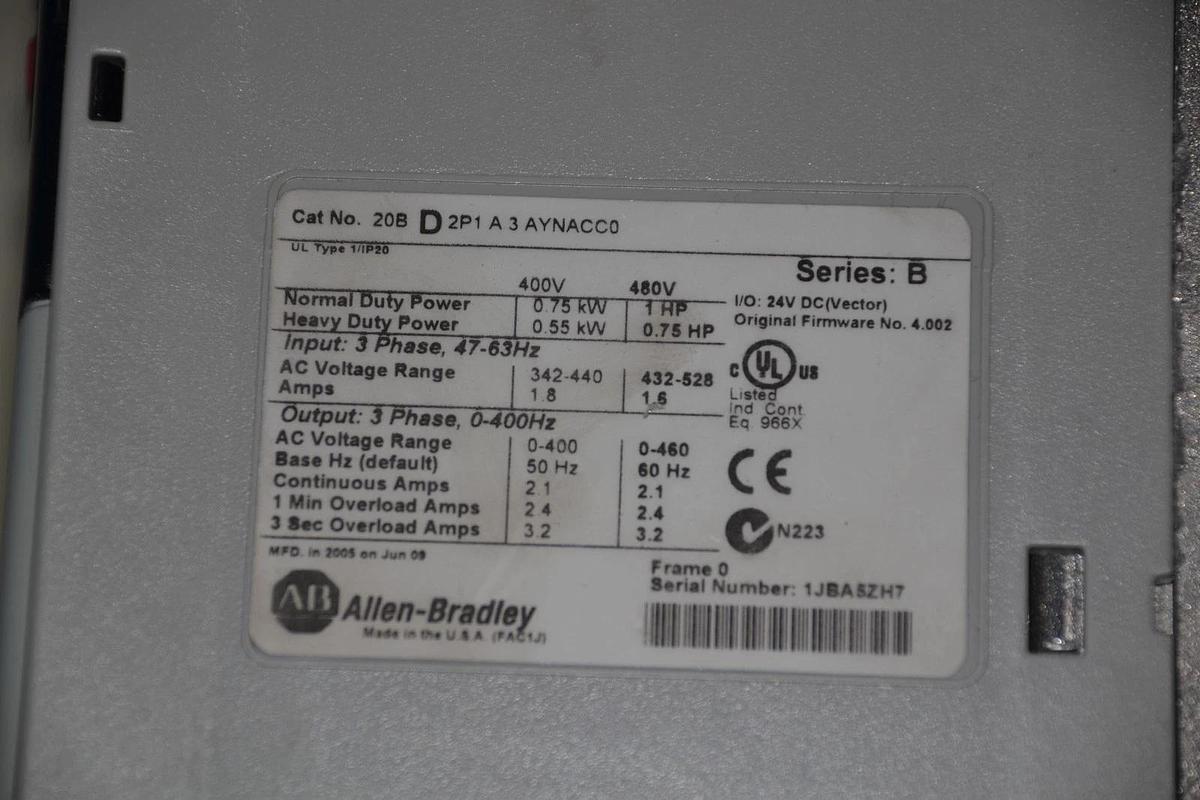 Cat No. 20B D 2P1 A 3 AYNACC0
UL Type 1/IP20
Series: B
400V 480V
Normal Duty Power 0.75 kW 1 HP
Heavy Duty Power 0.55 kW 0.75 HP
I/O: 24V DC(Vector)
Original Firmware No. 4.002
Input: 3 Phase, 47-63Hz
AC Voltage Range 342-440 432-528
Amps 1.8 1.6
C UL US
Listed
Ind Cont
Eq 966X
Output: 3 Phase, 0-400Hz
AC Voltage Range 0-400 0-460
Base Hz (default) 50 Hz 60 Hz
Continuous Amps 2.1 2.1
1 Min Overload Amps 2.4 2.4
3 Sec Overload Amps 3.2 3.2
CE
N223
MFD. in 2005 on Jun 09
Frame 0
Serial Number: 1JBA5ZH7
AB Allen-Bradley
Made in the U.S.A. (FAC1J)